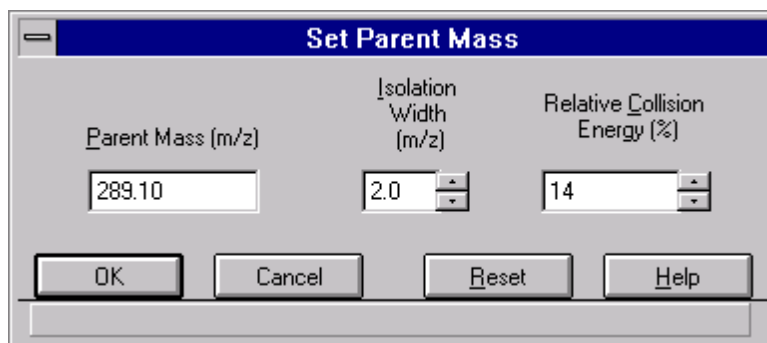 Set Parent Mass
Parent Mass (m/z)
Isolation
Width
(m/z)
Relative Collision
Energy (%)
289.10
2.0
14
OK
Cancel
Reset
Help